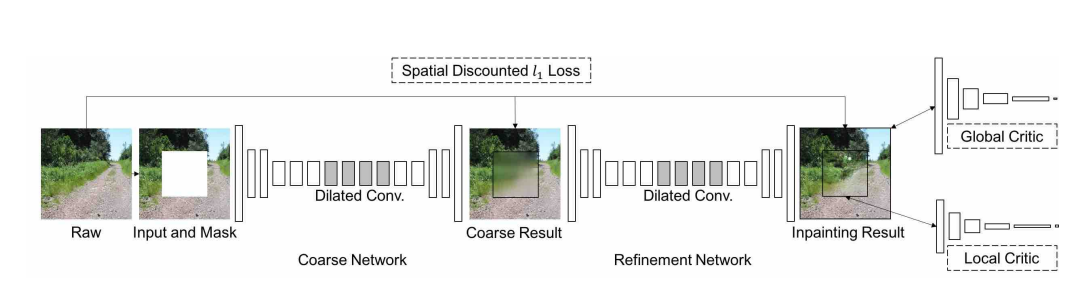 Spatial Discounted l₁ Loss
Global Critic
Dilated Conv.
Dilated Conv.
Raw
Input and Mask
Coarse Result
Inpainting Result
Coarse Network
Refinement Network
Local Critic